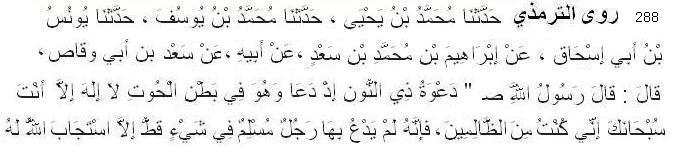 288 روى الترمذي حَدَّثَنَا مُحَمَّدُ بْنُ يَحْيَى ، حَدَّثَنَا مُحَمَّدُ بْنُ يُوسُفَ ، حَدَّثَنَا يُونُسُ
بْنُ أَبِي إِسْحَاقَ ، عَنْ إِبْرَاهِيمَ بْنِ مُحَمَّدِ بْنِ سَعْدٍ ،عَنْ أَبِيهِ ،عَنْ سَعْدِ بْنِ أَبِي وَقَاصٍ،
قَالَ : قَالَ رَسُولُ اللَّهِ صـ " دَعْوَةُ ذِي النُّونِ إِذْ دَعَا وَهُوَ فِي بَطْنِ الْحُوتِ لَا إِلَهَ إِلَّا أَنْتَ
سُبْحَانَكَ إِنِّي كُنْتُ مِنَ الظَّالِمِينَ، فَإِنَّهُ لَمْ يَدْعُ بِهَا رَجُلٌ مُسْلِمٌ فِي شَيْءٍ قَطُّ إِلَّا اسْتَجَابَ اللَّهُ لَهُ